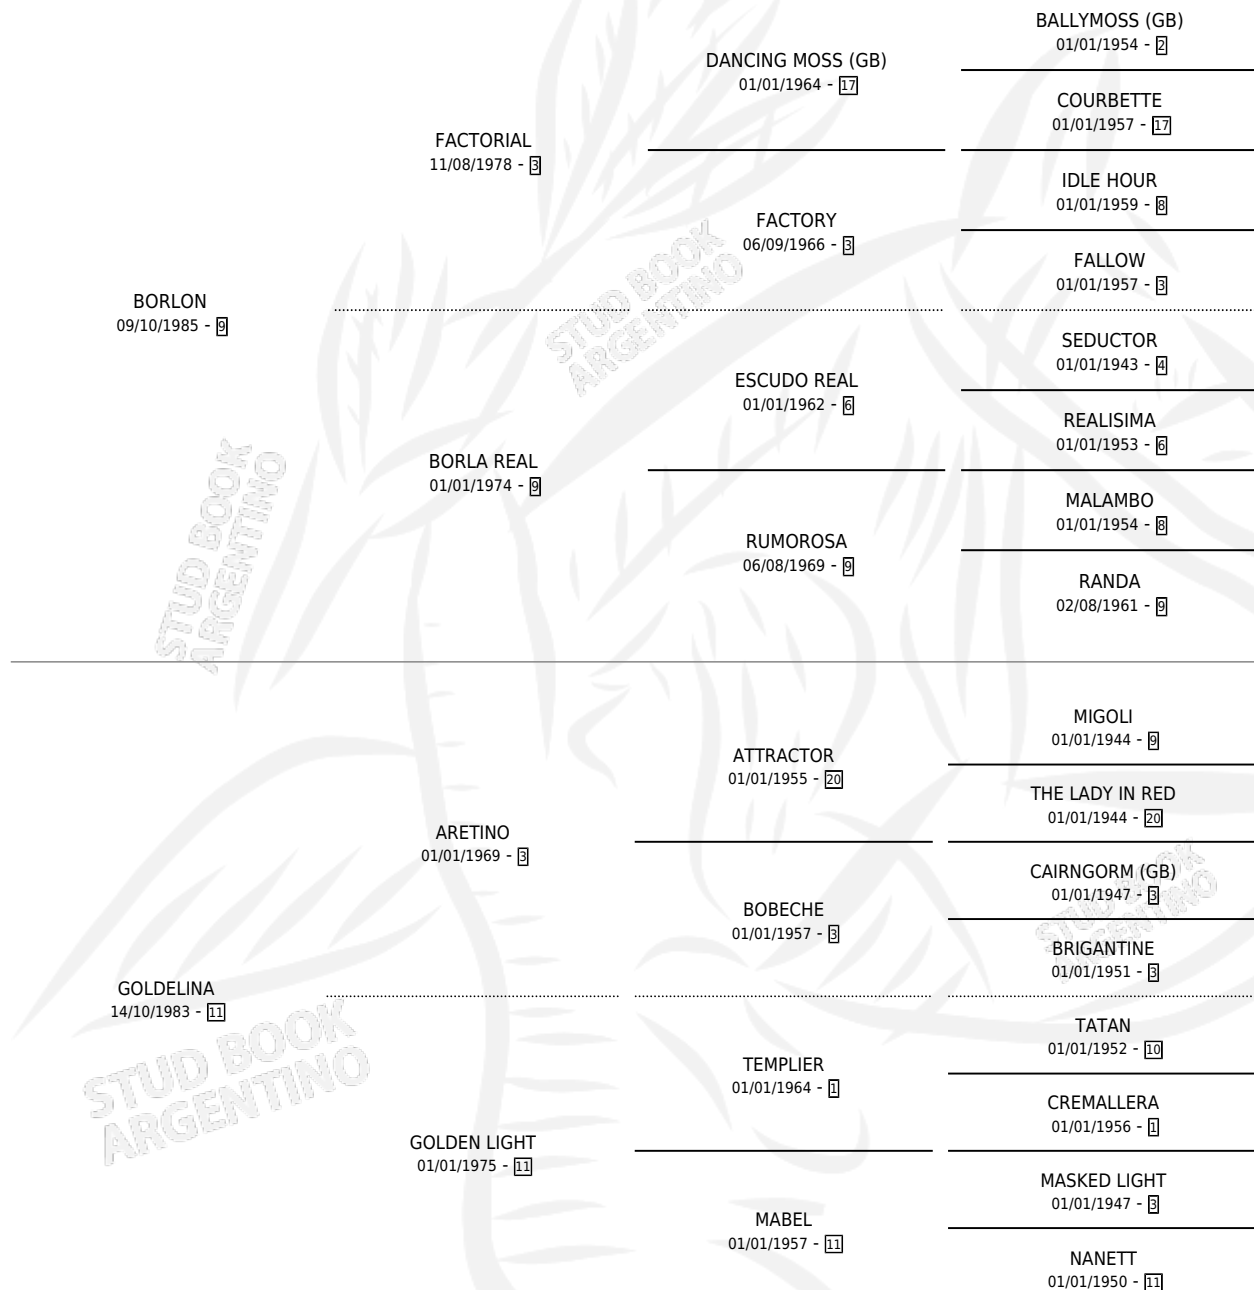 BALLYMOSS (GB)
01/01/1954 - 2
DANCING MOSS (GB)
01/01/1964 - 17
COURBETTE
01/01/1957 - 17
FACTORIAL
11/08/1978 - 3
IDLE HOUR
01/01/1959 - 8
FACTORY
06/09/1966 - 3
FALLOW
01/01/1957 - 3
BORLON
09/10/1985 - 9
SEDUCTOR
01/01/1943 - 4
ESCUDO REAL
01/01/1962 - 6
REALISIMA
01/01/1953 - 6
BORLA REAL
01/01/1974 - 9
MALAMBO
01/01/1954 - 8
RUMOROSA
06/08/1969 - 9
RANDA
02/08/1961 - 9
MIGOLI
01/01/1944 - 9
ATTRACTOR
01/01/1955 - 20
THE LADY IN RED
01/01/1944 - 20
ARETINO
01/01/1969 - 3
CAIRNGORM (GB)
01/01/1947 - 3
BOBECHE
01/01/1957 - 3
BRIGANTINE
01/01/1951 - 3
GOLDELINA
14/10/1983 - 11
TATAN
01/01/1952 - 10
TEMPLIER
01/01/1964 - 1
CREMALLERA
01/01/1956 - 1
GOLDEN LIGHT
01/01/1975 - 11
MASKED LIGHT
01/01/1947 - 3
MABEL
01/01/1957 - 11
NANETT
01/01/1950 - 11
STUD BOOK
ARGENTINO
STUD BOOK
ARGENTINO
STUD BOOK
ARGENTINO
STUD BOOK
ARGENTINO